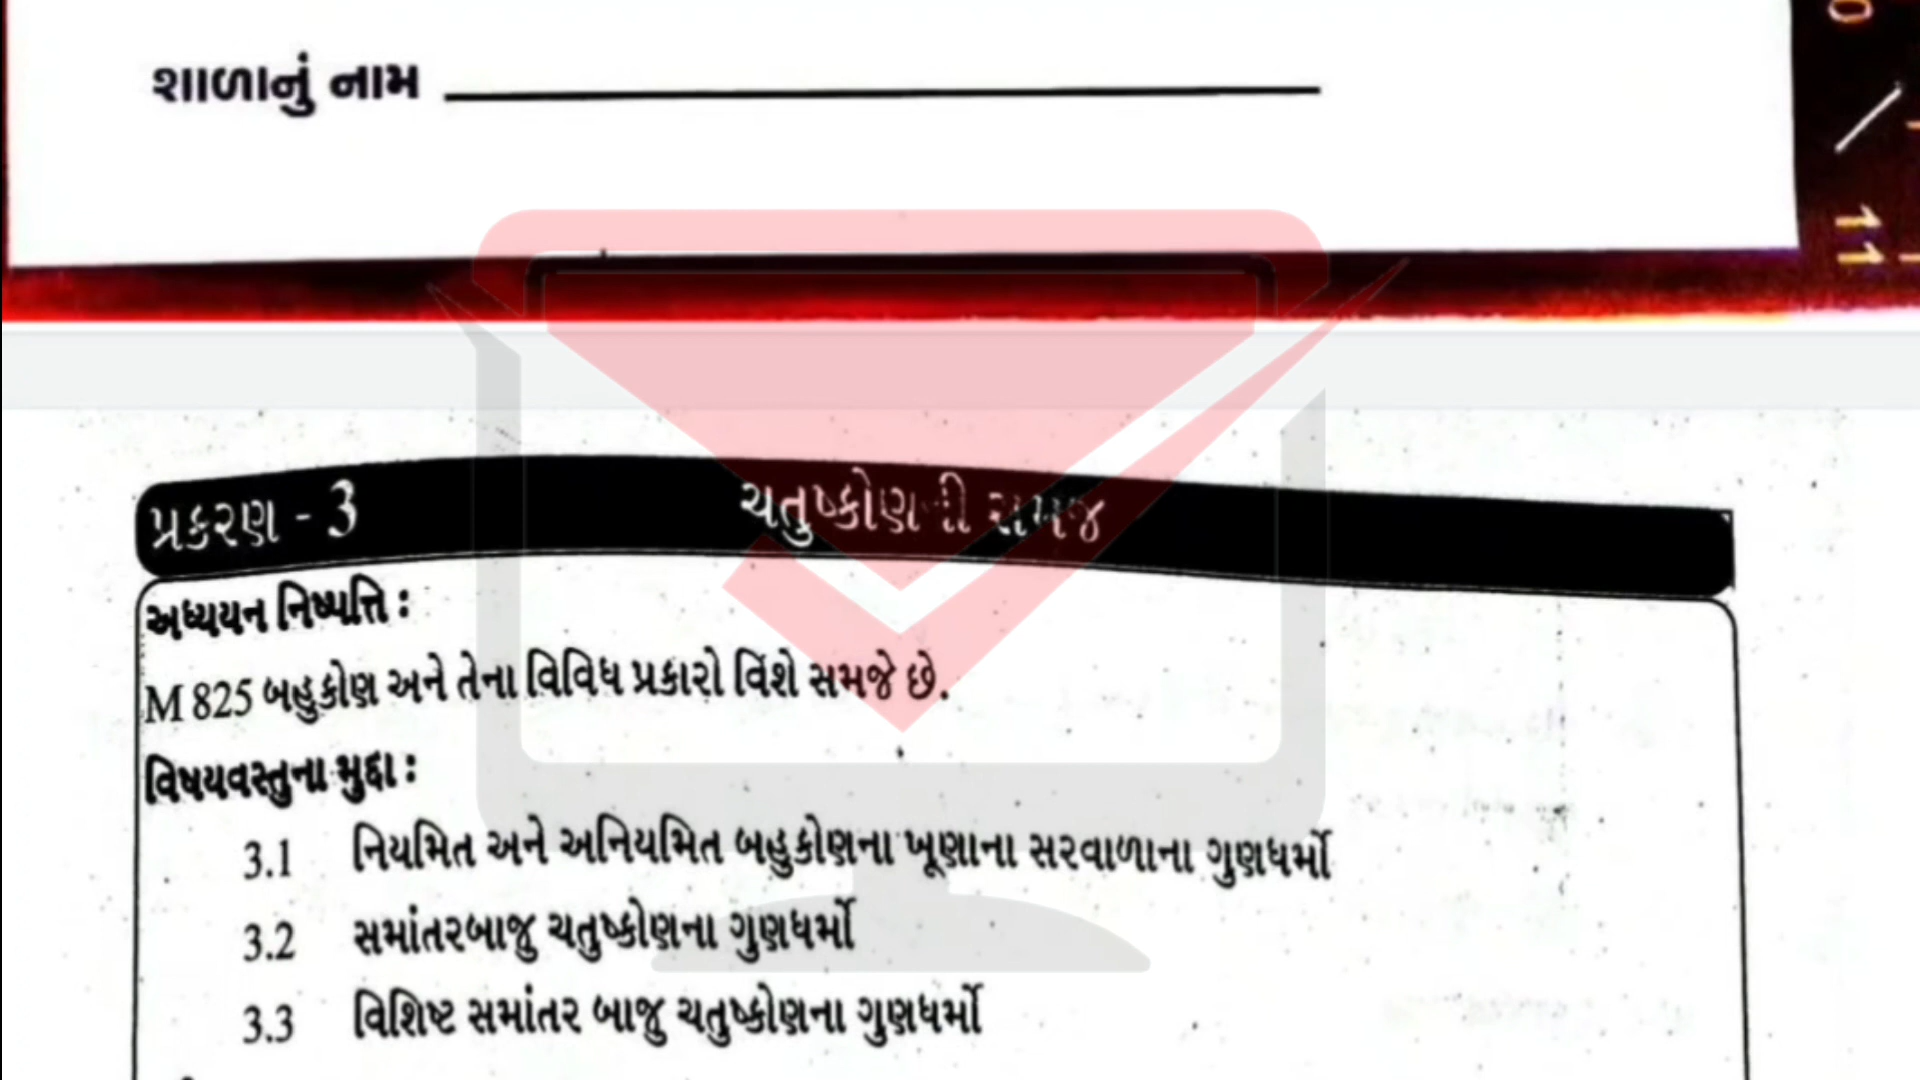 શાળાનું નામ
પ્રકરણ - 3 ચતુષ્કોણની સમજ
અધ્યયન નિષ્પત્તિ :
M 825 બહુકોણ અને તેના વિવિધ પ્રકારો વિશે સમજે છે.
વિષયવસ્તુના મુદ્દા :
3.1 નિયમિત અને અનિયમિત બહુકોણના ખૂણાના સરવાળાના ગુણધર્મો
3.2 સમાંતરબાજુ ચતુષ્કોણના ગુણધર્મો
3.3 વિશિષ્ટ સમાંતર બાજુ ચતુષ્કોણના ગુણધર્મો